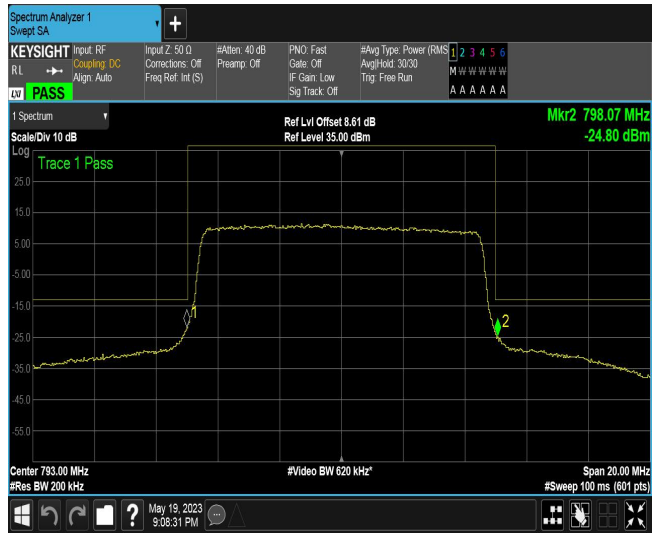 Spectrum Analyzer 1
Swept SA
+
KEYSIGHT
RL
LXI PASS
Input: RF
Coupling: DC
Align: Auto
Input Z: 50 Ω
Corrections: Off
Freq Ref: Int (S)
#Atten: 40 dB
Preamp: Off
PNO: Fast
Gate: Off
IF Gain: Low
Sig Track: Off
#Avg Type: Power (RMS
Avg|Hold: 30/30
Trig: Free Run
1 2 3 4 5 6
M W W W W W
A A A A A A
1 Spectrum
Scale/Div 10 dB
Ref Lvl Offset 8.61 dB
Ref Level 35.00 dBm
Mkr2 798.07 MHz
-24.80 dBm
Log
Trace 1 Pass
25.0
15.0
5.00
-5.00
-15.0
-25.0
-35.0
-45.0
-55.0
1
2
Center 793.00 MHz
#Res BW 200 kHz
#Video BW 620 kHz*
Span 20.00 MHz
#Sweep 100 ms (601 pts)
?
May 19, 2023
9:08:31 PM